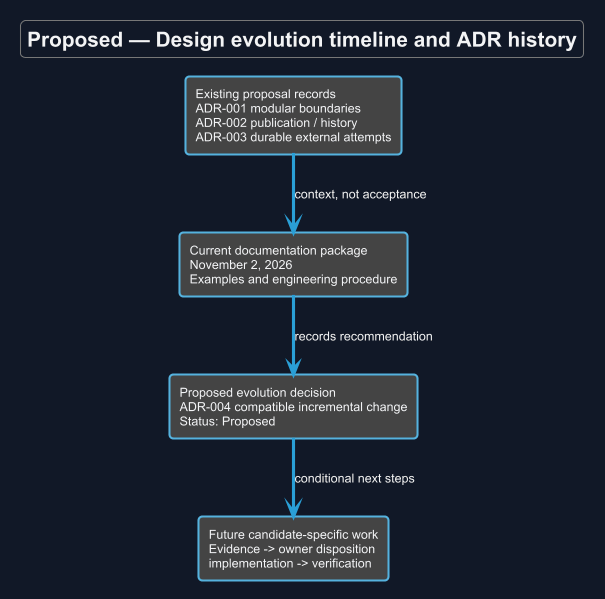 Proposed — Design evolution timeline and ADR history
Existing proposal records
ADR-001 modular boundaries
ADR-002 publication / history
ADR-003 durable external attempts
context, not acceptance
Current documentation package
November 2, 2026
Examples and engineering procedure
records recommendation
Proposed evolution decision
ADR-004 compatible incremental change
Status: Proposed
conditional next steps
Future candidate-specific work
Evidence -> owner disposition
implementation -> verification